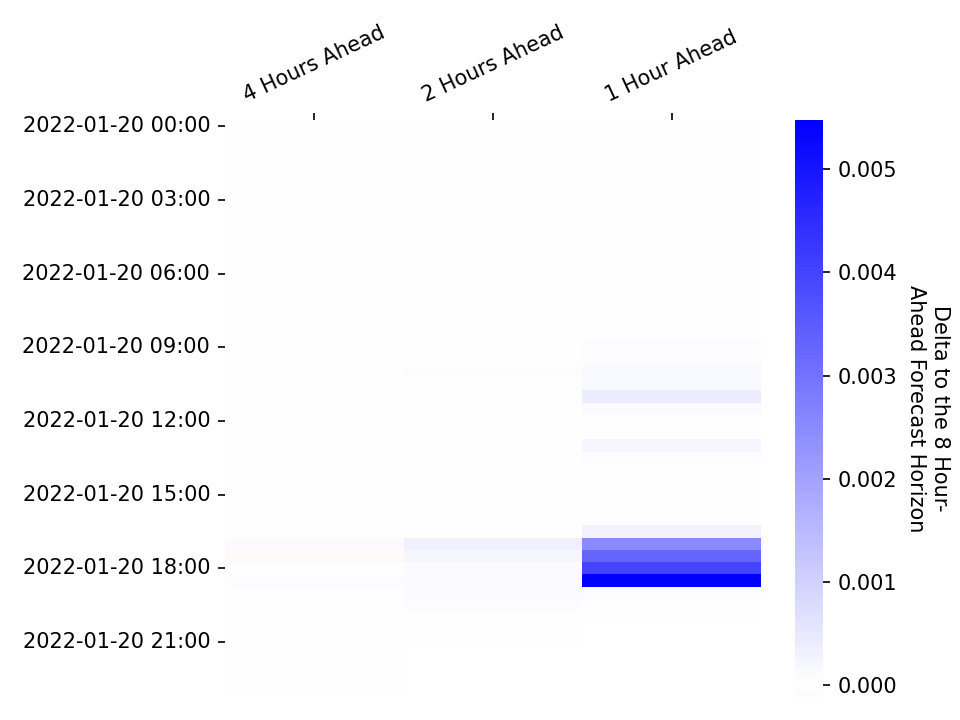 4 Hours Ahead
2 Hours Ahead
1 Hour Ahead
2022-01-20 00:00
2022-01-20 03:00
2022-01-20 06:00
2022-01-20 09:00
2022-01-20 12:00
2022-01-20 15:00
2022-01-20 18:00
2022-01-20 21:00
0.005
0.004
0.003
0.002
0.001
0.000
Delta to the 8 Hour-
Ahead Forecast Horizon